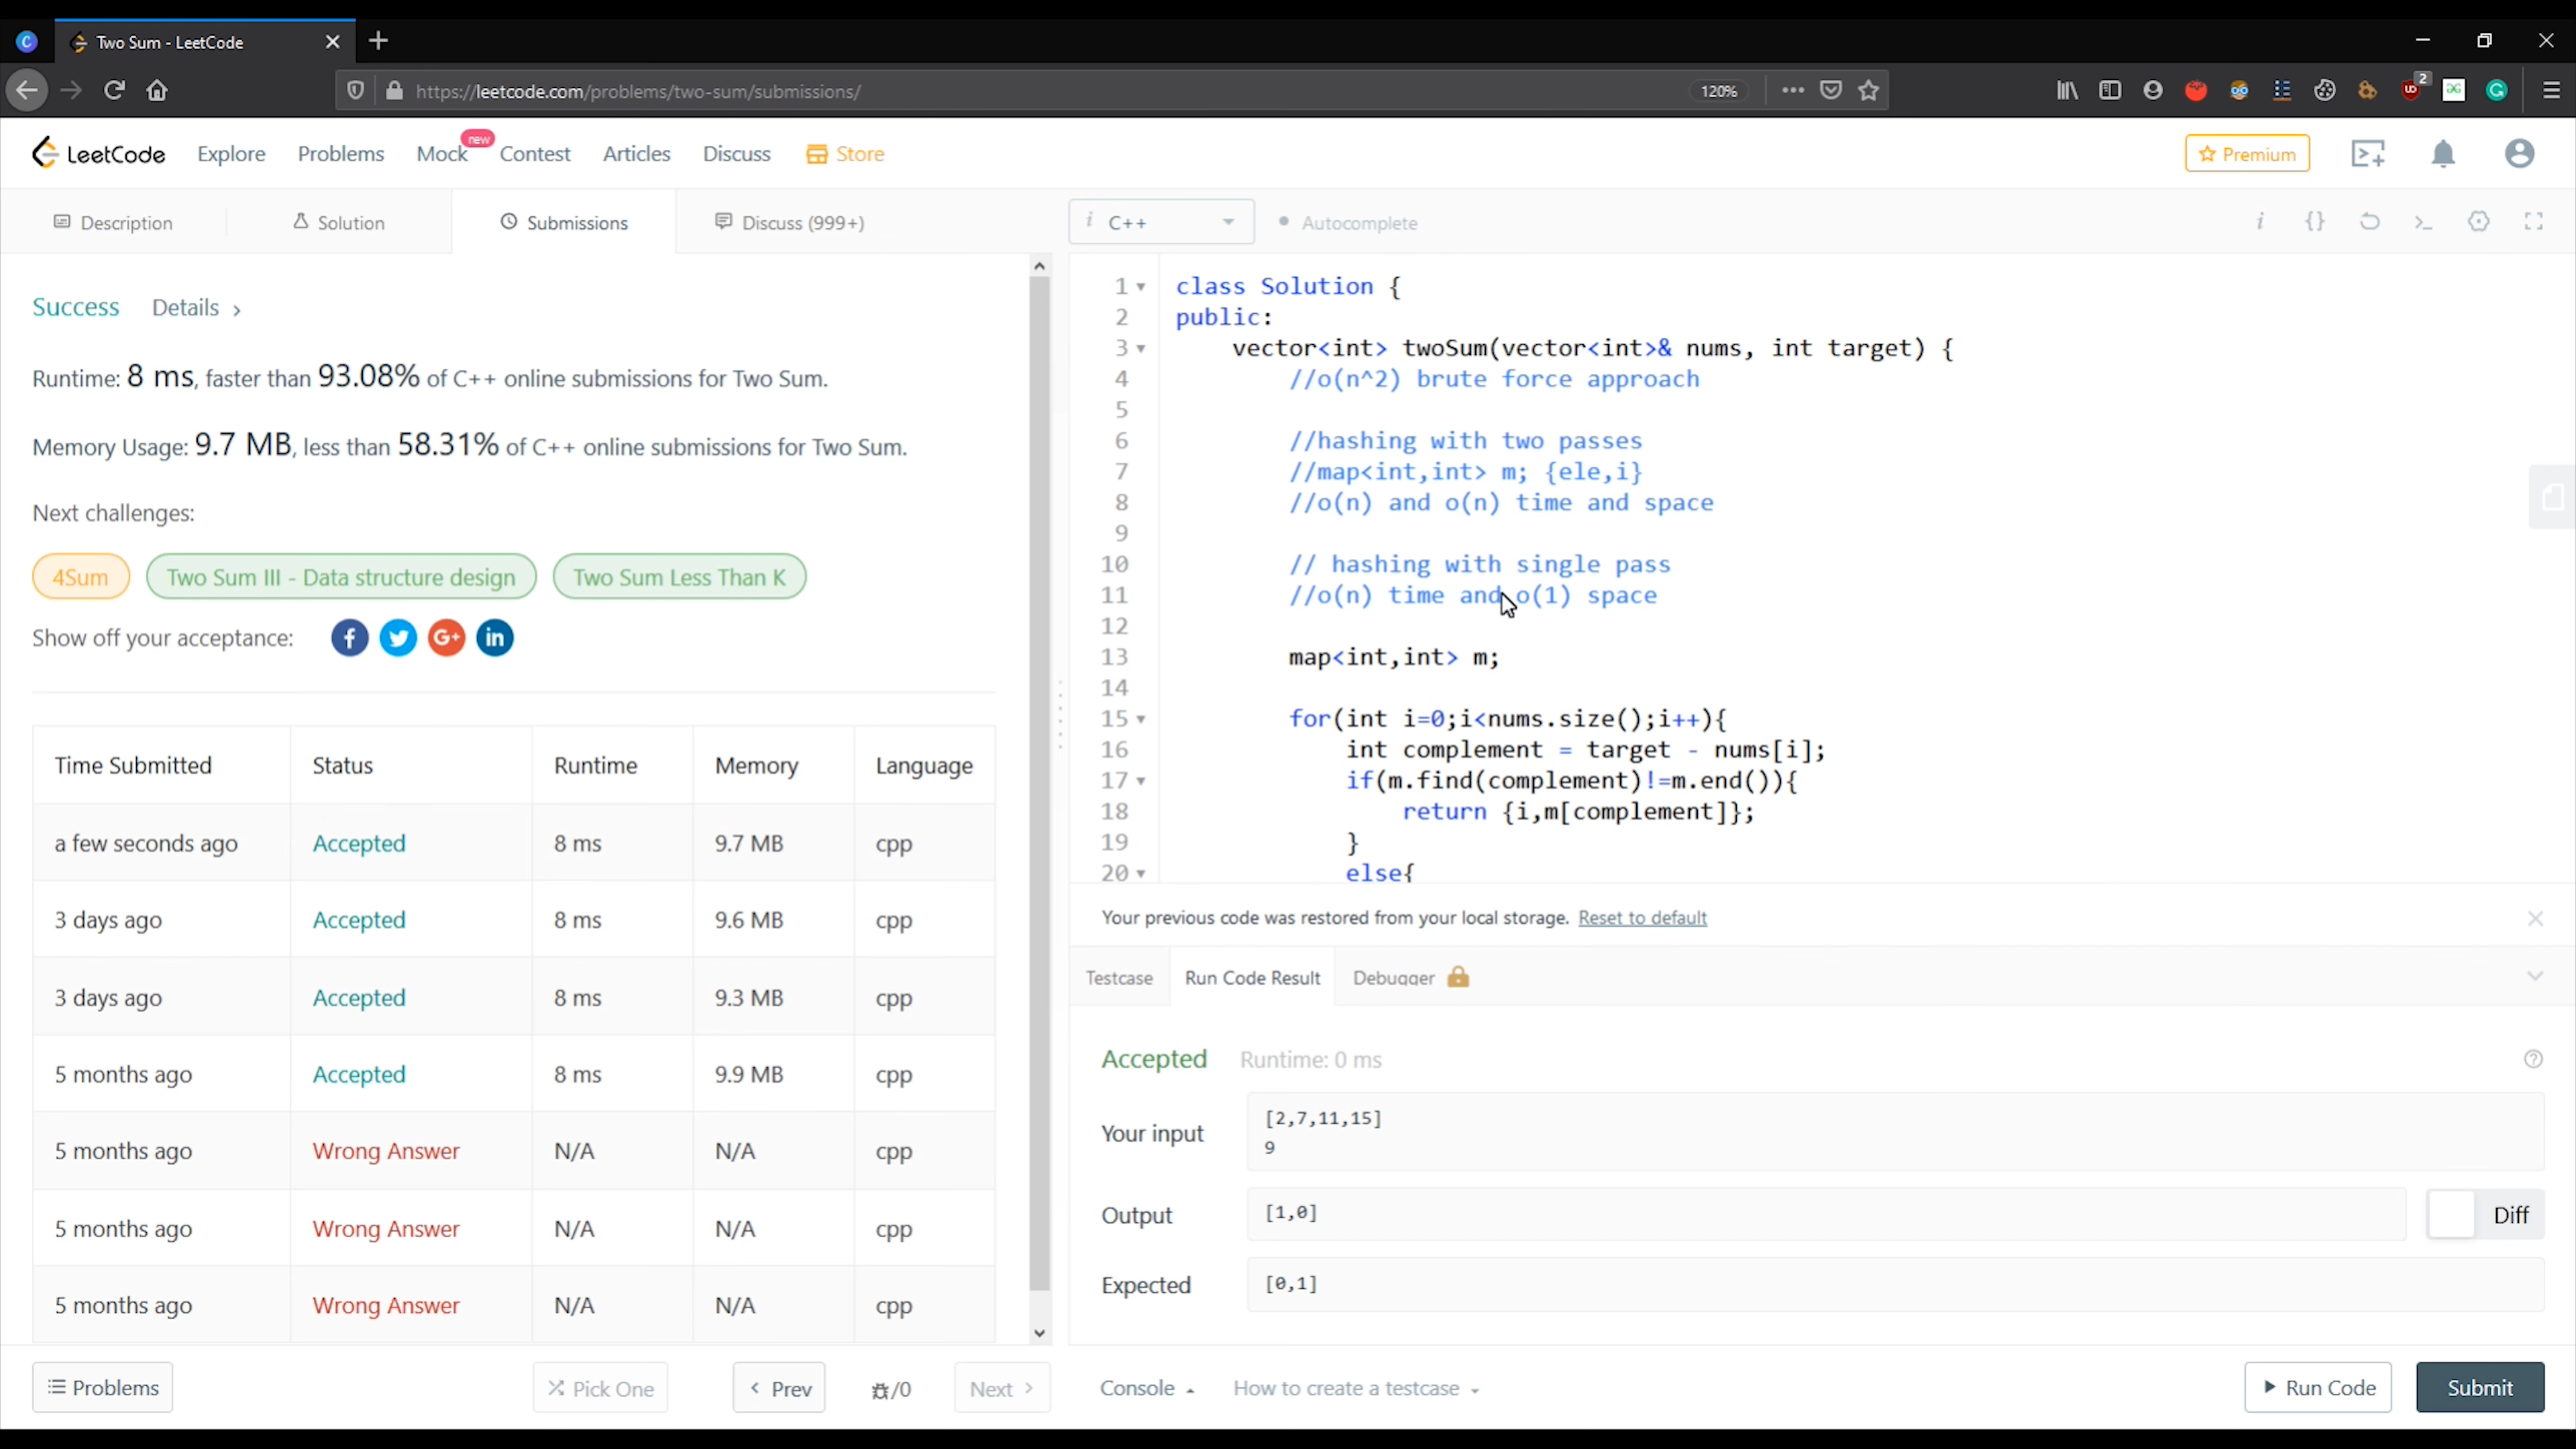 Two Sum - LeetCode
https://leetcode.com/problems/two-sum/submissions/
120%
2
LeetCode
Explore
Problems
Mock
new
Contest
Articles
Discuss
Store
Premium
Description
Solution
Submissions
Discuss (999+)
Success
Details
Runtime: 8 ms, faster than 93.08% of C++ online submissions for Two Sum.
Memory Usage: 9.7 MB, less than 58.31% of C++ online submissions for Two Sum.
Next challenges:
4Sum
Two Sum III - Data structure design
Two Sum Less Than K
Show off your acceptance:
Time Submitted Status Runtime Memory Language
a few seconds ago Accepted 8 ms 9.7 MB cpp
3 days ago Accepted 8 ms 9.6 MB cpp
3 days ago Accepted 8 ms 9.3 MB cpp
5 months ago Accepted 8 ms 9.9 MB cpp
5 months ago Wrong Answer N/A N/A cpp
5 months ago Wrong Answer N/A N/A cpp
5 months ago Wrong Answer N/A N/A cpp
Problems
Pick One
Prev
/0
Next
i C++
Autocomplete
1 class Solution {
2 public:
3 vector<int> twoSum(vector<int>& nums, int target) {
4 //o(n^2) brute force approach
5
6 //hashing with two passes
7 //map<int,int> m; {ele,i}
8 //o(n) and o(n) time and space
9
10 // hashing with single pass
11 //o(n) time and o(1) space
12
13 map<int,int> m;
14
15 for(int i=0;i<nums.size();i++){
16 int complement = target - nums[i];
17 if(m.find(complement)!=m.end()){
18 return {i,m[complement]};
19 }
20 else{
Your previous code was restored from your local storage. Reset to default
Testcase
Run Code Result
Debugger
Accepted Runtime: 0 ms
Your input
[2,7,11,15]
9
Output
[1,0]
Diff
Expected
[0,1]
Console
How to create a testcase
Run Code
Submit